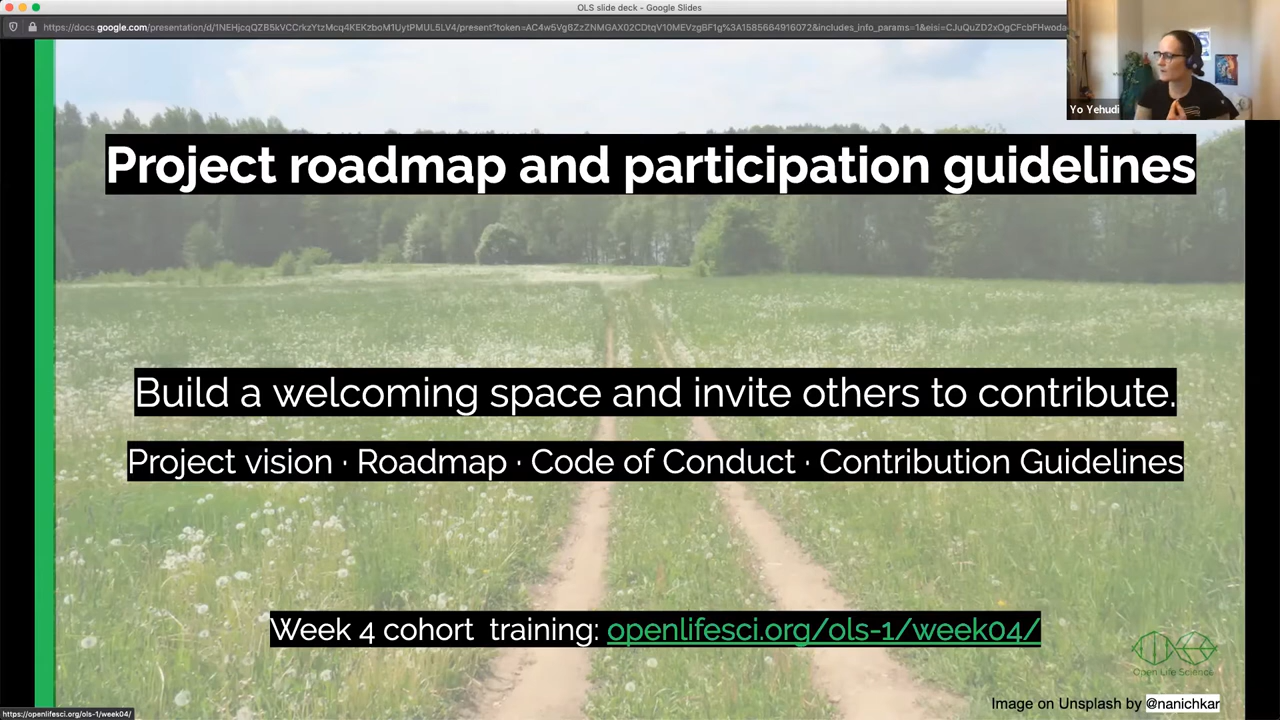 OLS slide deck - Google Slides
Yo Yehudi
Project roadmap and participation guidelines
Build a welcoming space and invite others to contribute.
Project vision · Roadmap · Code of Conduct · Contribution Guidelines
Week 4 cohort training: openlifesci.org/ols-1/week04/
Open Life Science
Image on Unsplash by @nanichkar
https://openlifesci.org/ols-1/week04/